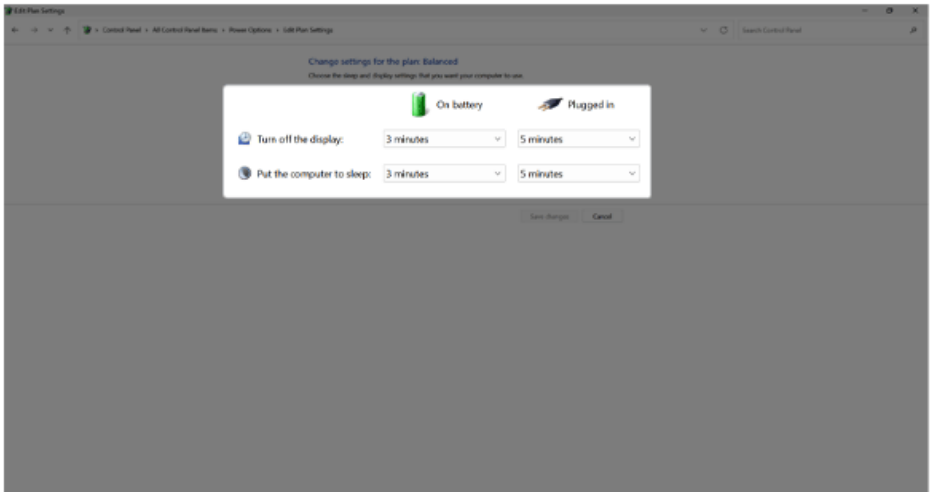 Edit Plan Settings
Control Panel > All Control Panel Items > Power Options > Edit Plan Settings
Search Control Panel
Change settings for the plan: Balanced
Choose the sleep and display settings that you want your computer to use.
On battery Plugged in
Turn off the display: 3 minutes 5 minutes
Put the computer to sleep: 3 minutes 5 minutes
Save changes Cancel